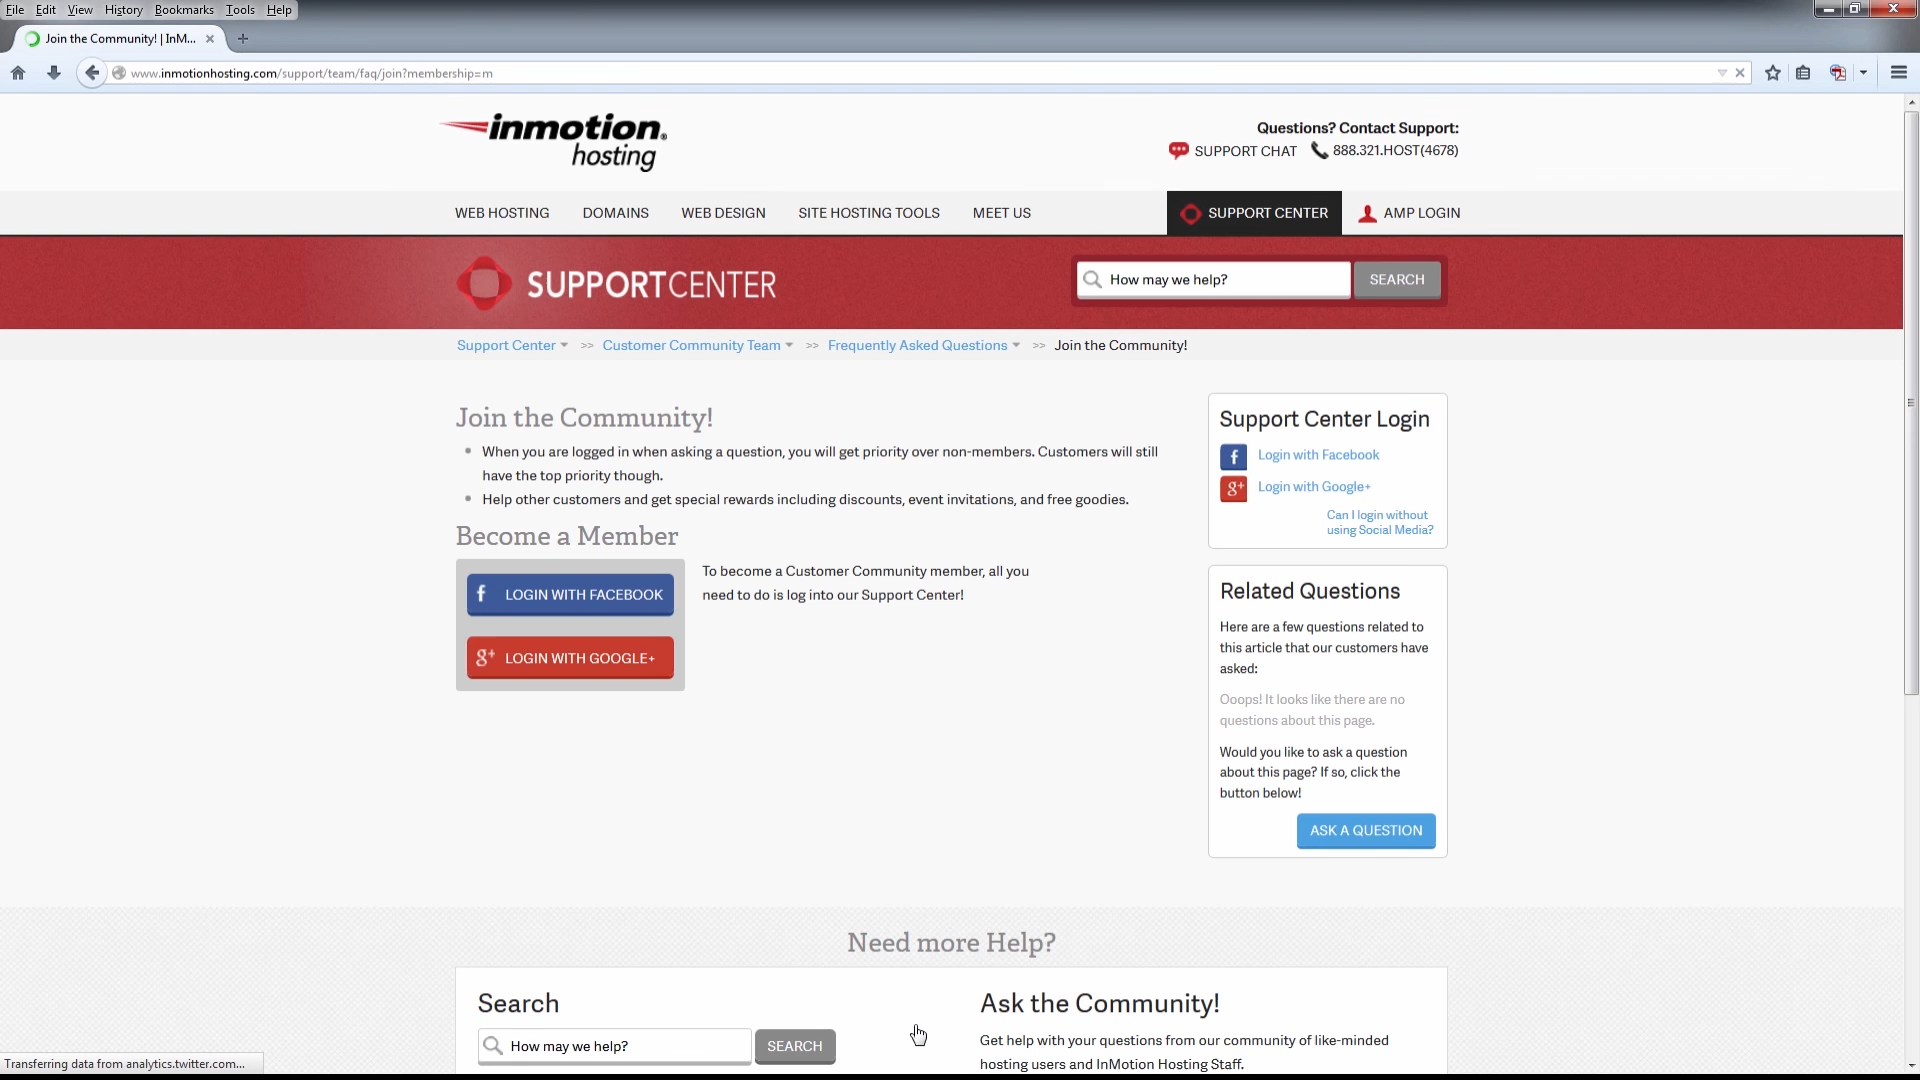 File Edit View History Bookmarks Tools Help
Join the Community! | InM...
www.inmotionhosting.com/support/team/faq/join?membership=m
inmotion®
hosting
Questions? Contact Support:
SUPPORT CHAT 888.321.HOST(4678)
WEB HOSTING DOMAINS WEB DESIGN SITE HOSTING TOOLS MEET US SUPPORT CENTER AMP LOGIN
SUPPORTCENTER
How may we help? SEARCH
Support Center >> Customer Community Team >> Frequently Asked Questions >> Join the Community!
Join the Community!
• When you are logged in when asking a question, you will get priority over non-members. Customers will still
have the top priority though.
• Help other customers and get special rewards including discounts, event invitations, and free goodies.
Become a Member
f LOGIN WITH FACEBOOK
g+ LOGIN WITH GOOGLE+
To become a Customer Community member, all you
need to do is log into our Support Center!
Support Center Login
f Login with Facebook
g+ Login with Google+
Can I login without
using Social Media?
Related Questions
Here are a few questions related to
this article that our customers have
asked:
Ooops! It looks like there are no
questions about this page.
Would you like to ask a question
about this page? If so, click the
button below!
ASK A QUESTION
Need more Help?
Search
How may we help? SEARCH
Ask the Community!
Get help with your questions from our community of like-minded
hosting users and InMotion Hosting Staff.
Transferring data from analytics.twitter.com...